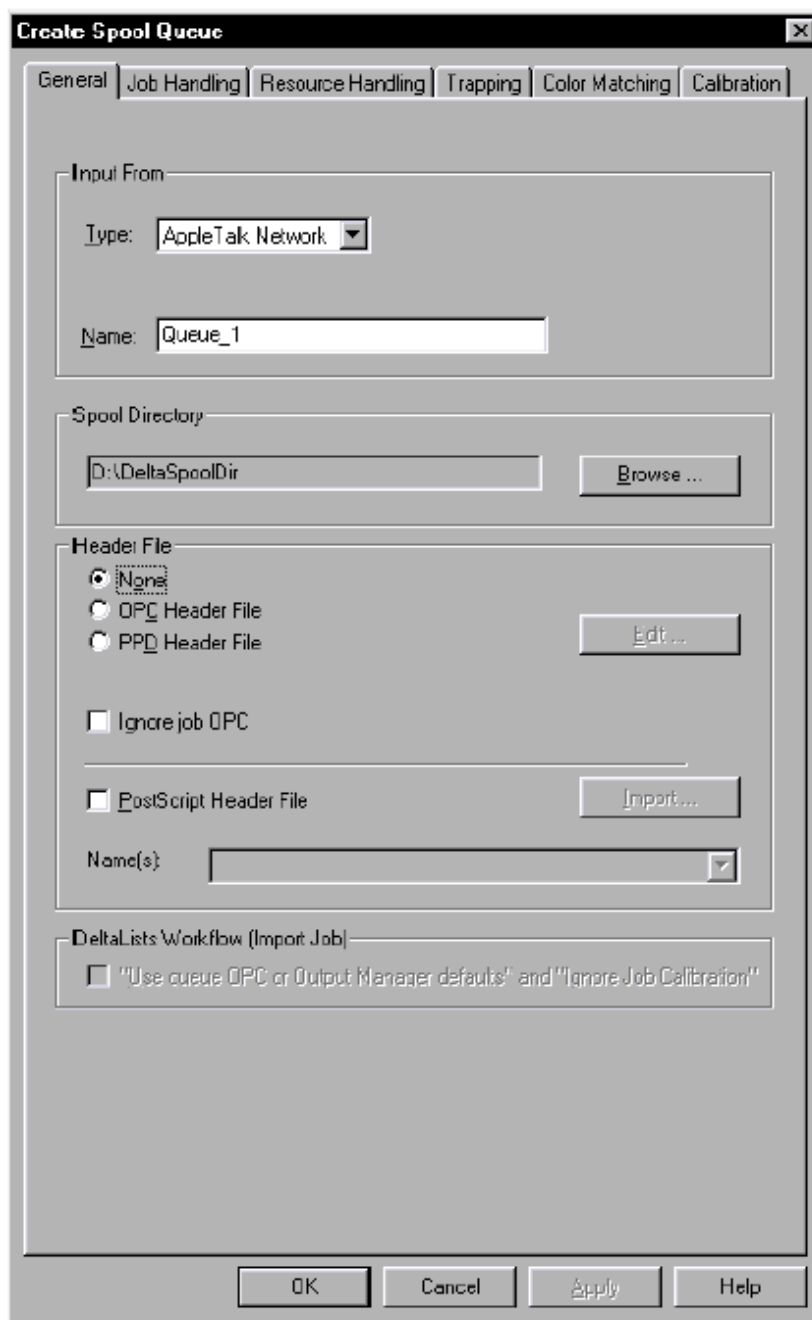 Create Spool Queue
General Job Handling Resource Handling Trapping Color Matching Calibration
Input From
Type: AppleTalk Network
Name: Queue_1
Spool Directory
D:\DeltaSpoolDir Browse ...
Header File
None
OPC Header File
PPD Header File
Edit ...
Ignore job OPC
PostScript Header File Import ...
Name(s):
DeltaLists Workflow (Import Job)
"Use queue OPC or Output Manager defaults" and "Ignore Job Calibration"
OK Cancel Apply Help